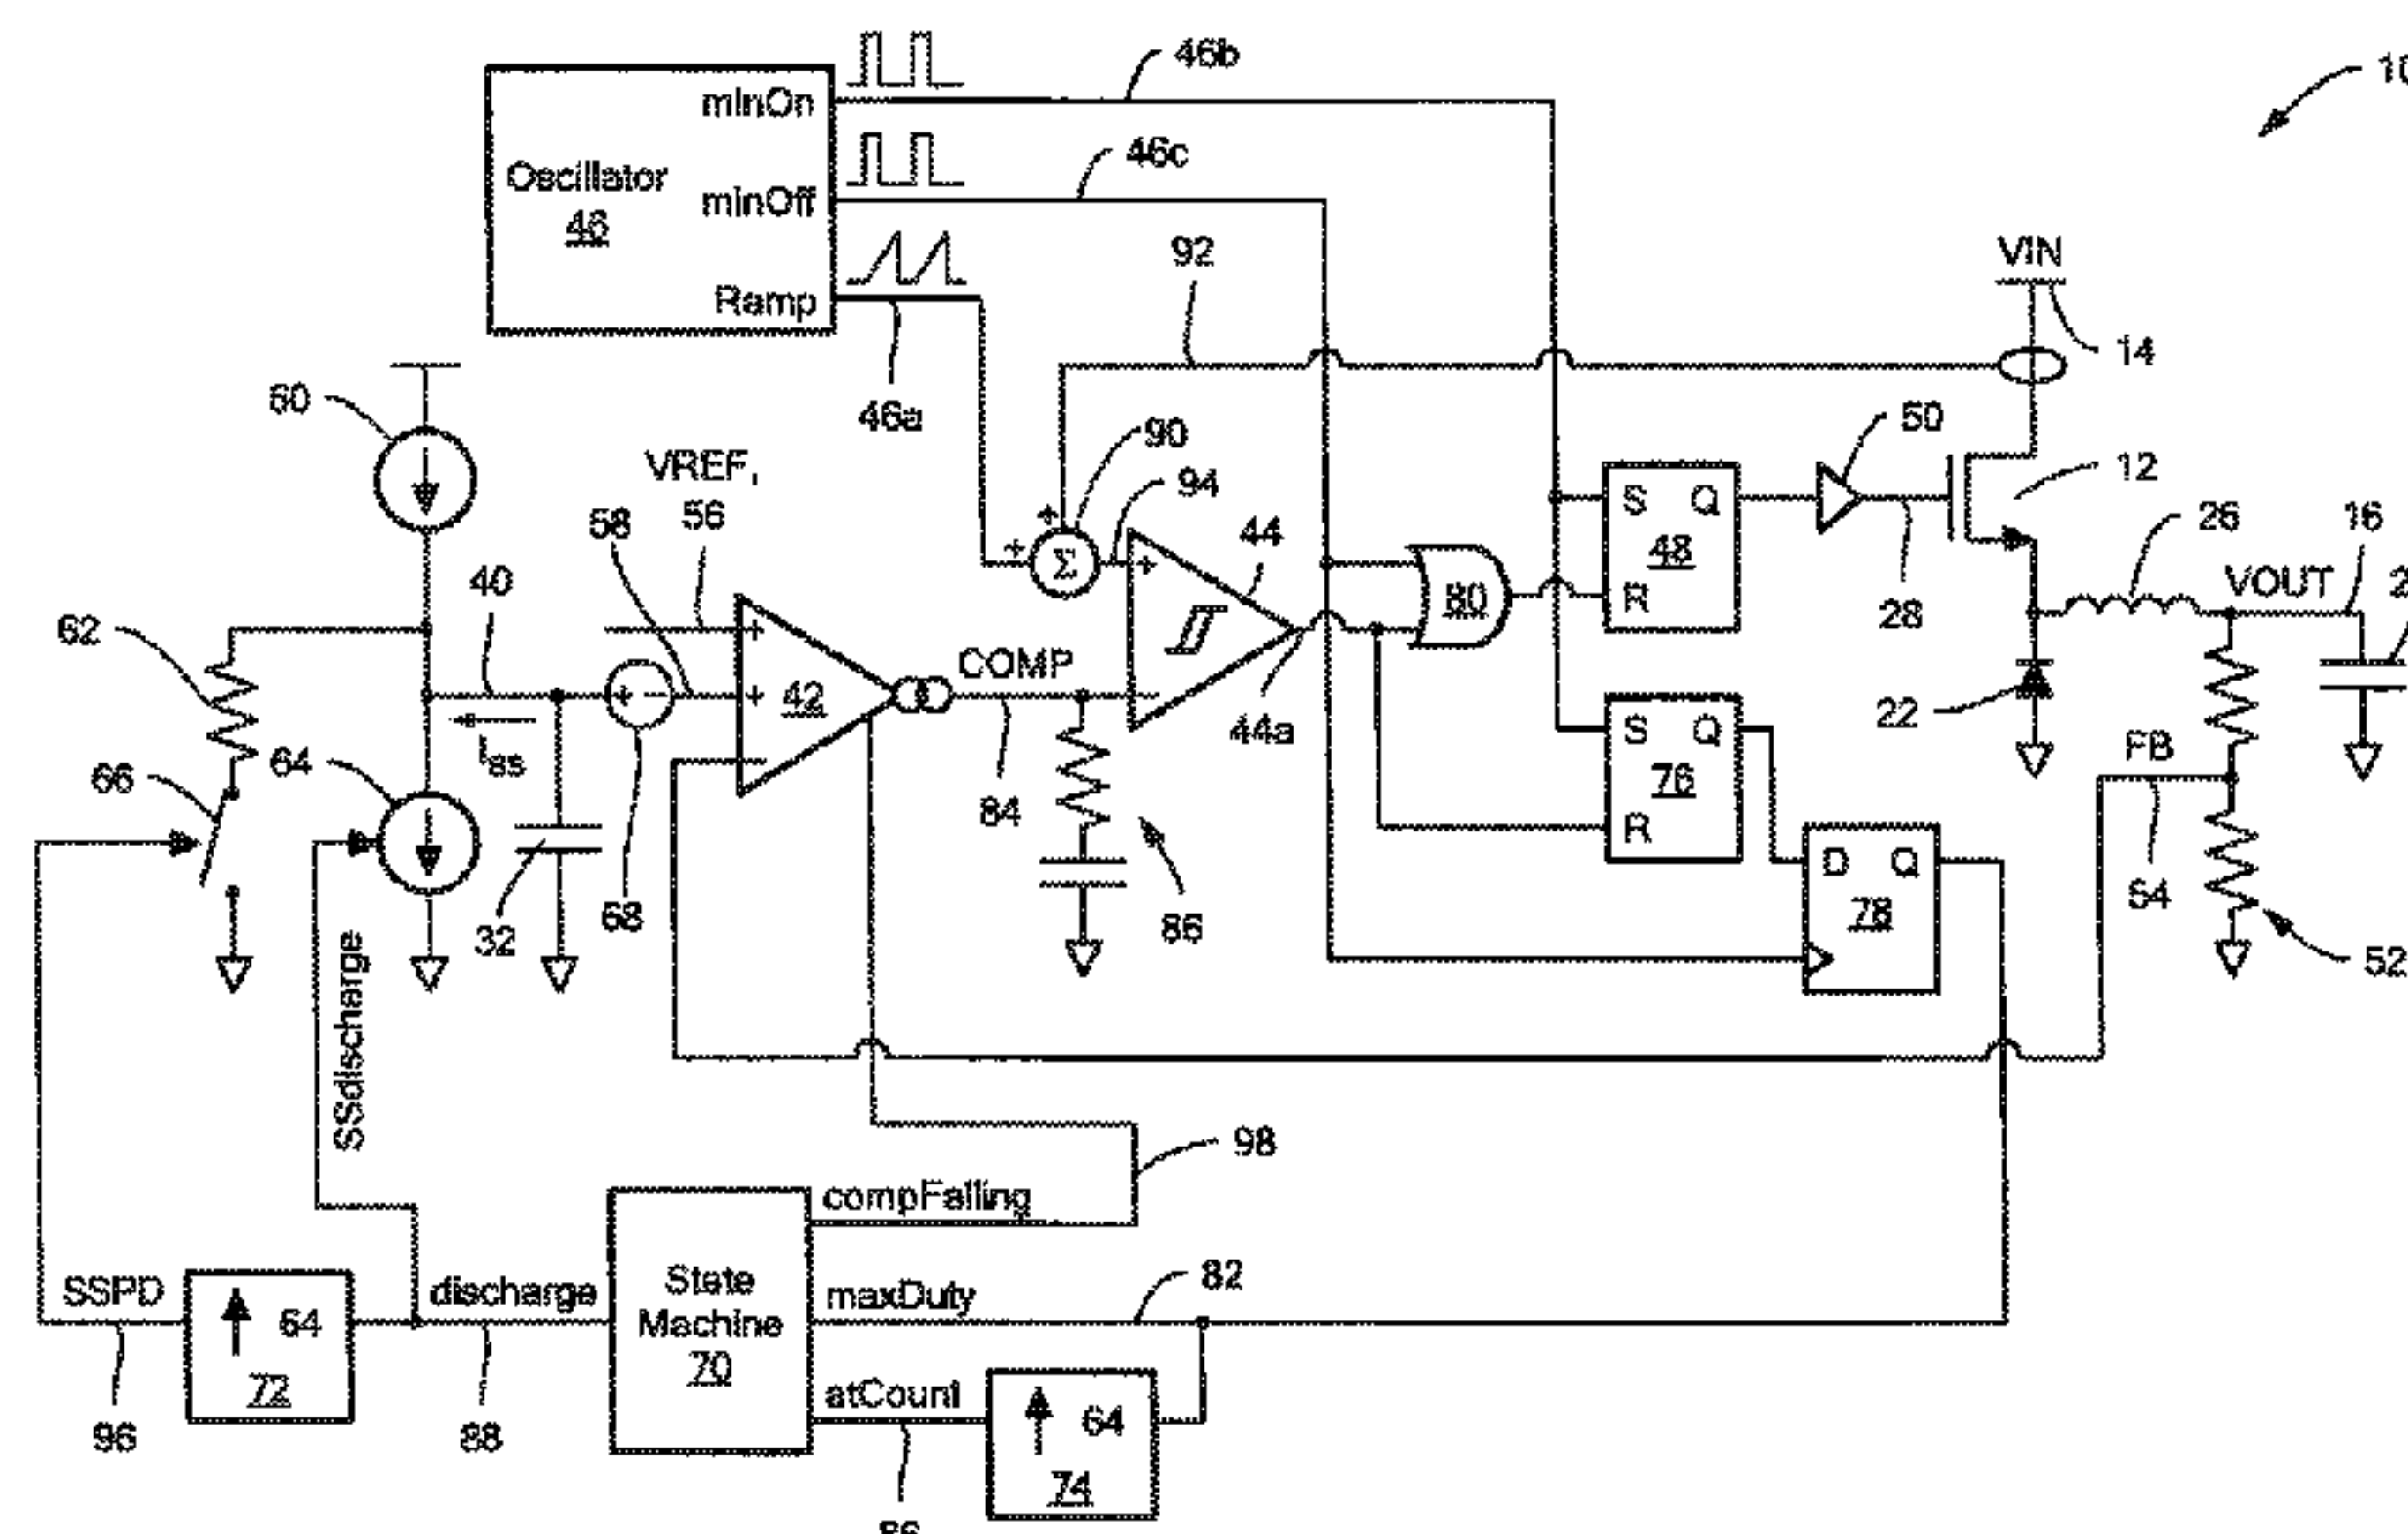 46b
10
minOn
46c
Oscillator
46
minOff
92
VIN
Ramp
14
60
46a
50
90
VREF,
56
94
12
S Q
58
44
26
16
40
+
+
Σ
+
48
VOUT
2
62
+
80
R
28
COMP
+ −
+
42
−
22
64
Iss
44a
S Q
FB
66
84
76
R
D Q
54
68
86
78
32
52
SSdischarge
98
compFalling
SSPD
64
discharge
State
Machine
70
maxDuty
82
72
atCount
64
96
88
74
86